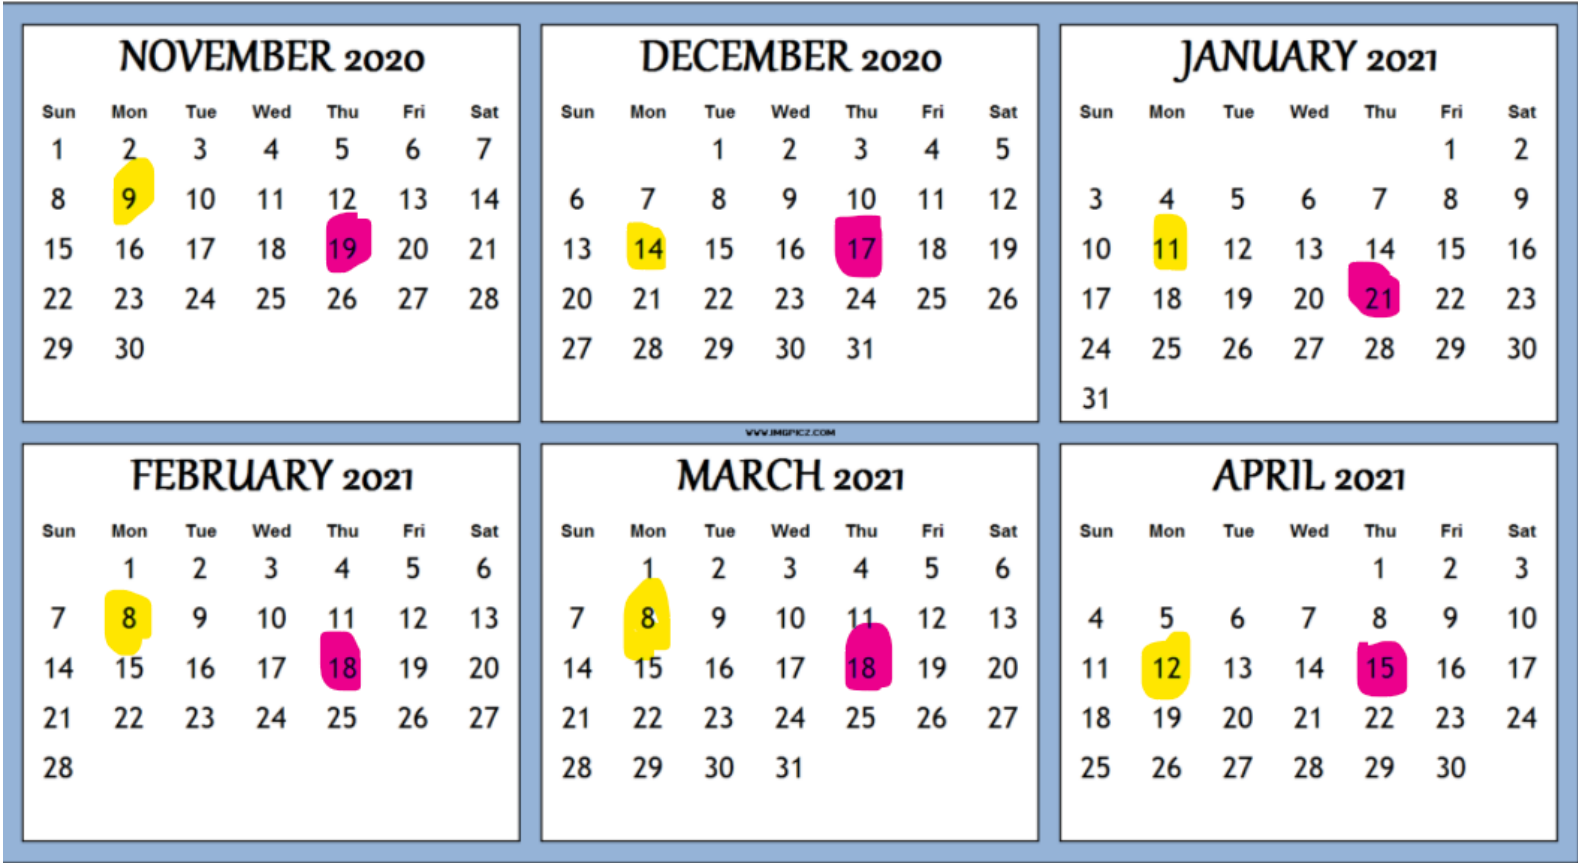 NOVEMBER 2020
Sun Mon Tue Wed Thu Fri Sat
1 2 3 4 5 6 7
8 9 10 11 12 13 14
15 16 17 18 19 20 21
22 23 24 25 26 27 28
29 30
DECEMBER 2020
Sun Mon Tue Wed Thu Fri Sat
1 2 3 4 5
6 7 8 9 10 11 12
13 14 15 16 17 18 19
20 21 22 23 24 25 26
27 28 29 30 31
JANUARY 2021
Sun Mon Tue Wed Thu Fri Sat
1 2
3 4 5 6 7 8 9
10 11 12 13 14 15 16
17 18 19 20 21 22 23
24 25 26 27 28 29 30
31
WWW.IMGPICZ.COM
FEBRUARY 2021
Sun Mon Tue Wed Thu Fri Sat
1 2 3 4 5 6
7 8 9 10 11 12 13
14 15 16 17 18 19 20
21 22 23 24 25 26 27
28
MARCH 2021
Sun Mon Tue Wed Thu Fri Sat
1 2 3 4 5 6
7 8 9 10 11 12 13
14 15 16 17 18 19 20
21 22 23 24 25 26 27
28 29 30 31
APRIL 2021
Sun Mon Tue Wed Thu Fri Sat
1 2 3
4 5 6 7 8 9 10
11 12 13 14 15 16 17
18 19 20 21 22 23 24
25 26 27 28 29 30